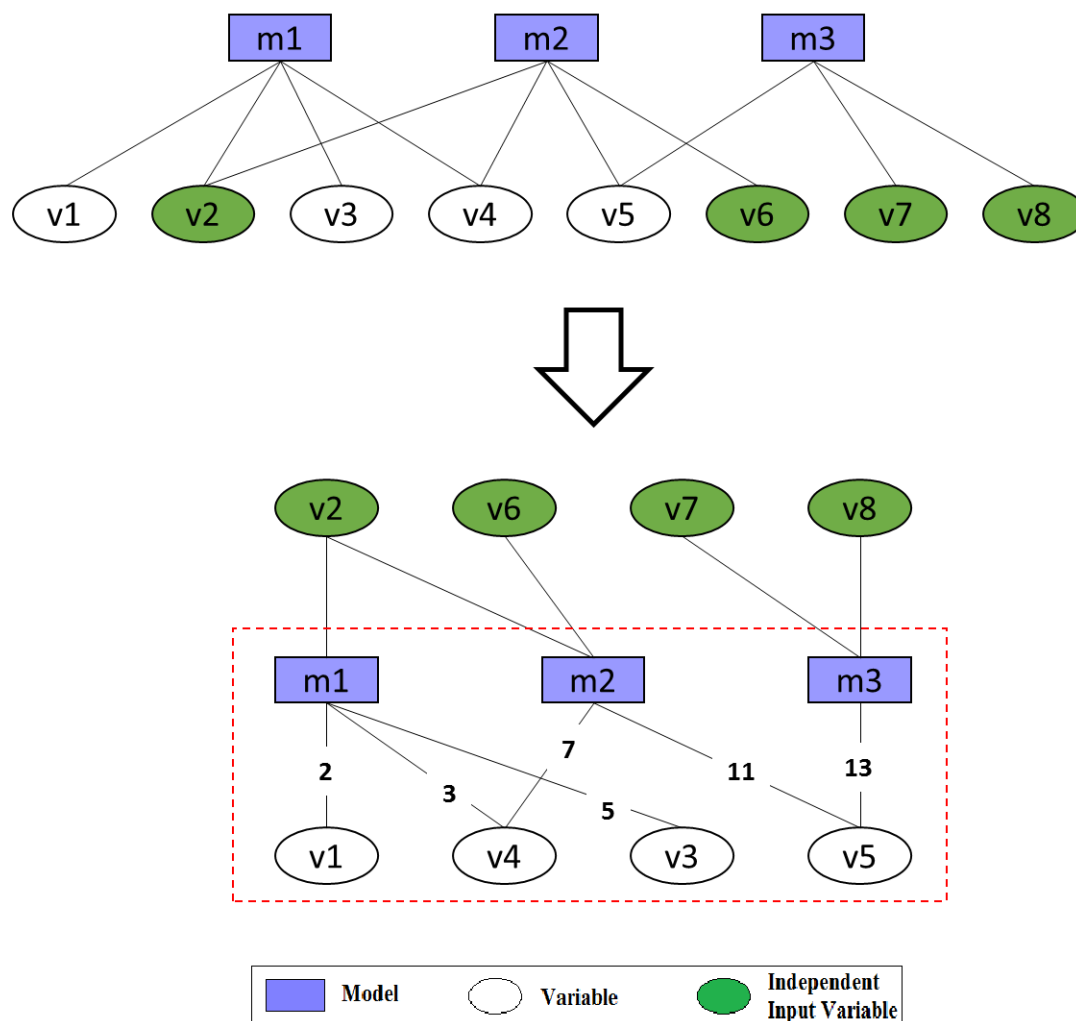 m1 m2 m3
v1 v2 v3 v4 v5 v6 v7 v8
v2 v6 v7 v8
m1 m2 m3
7
2 11 13
3
5
v1 v4 v3 v5
Model Variable Independent
Input Variable